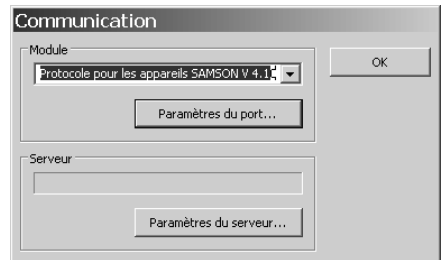 Communication
Module
Protocole pour les appareils SAMSON V 4.1
OK
Paramètres du port...
Serveur
Paramètres du serveur...